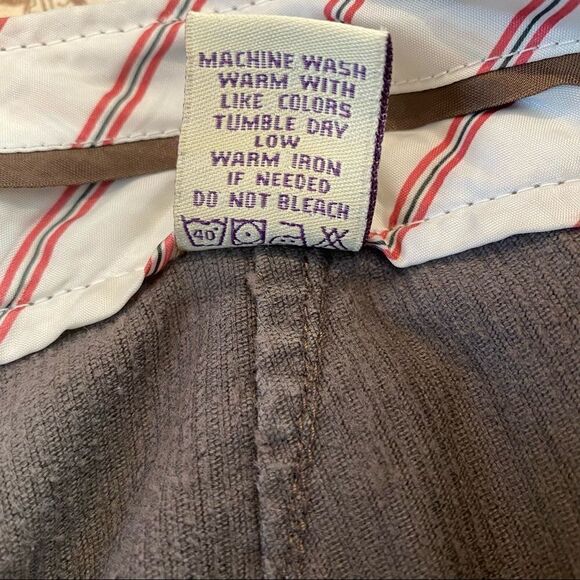 MACHINE WASH
WARM WITH
LIKE COLORS
TUMBLE DRY
LOW
WARM IRON
IF NEEDED
DO NOT BLEACH
40